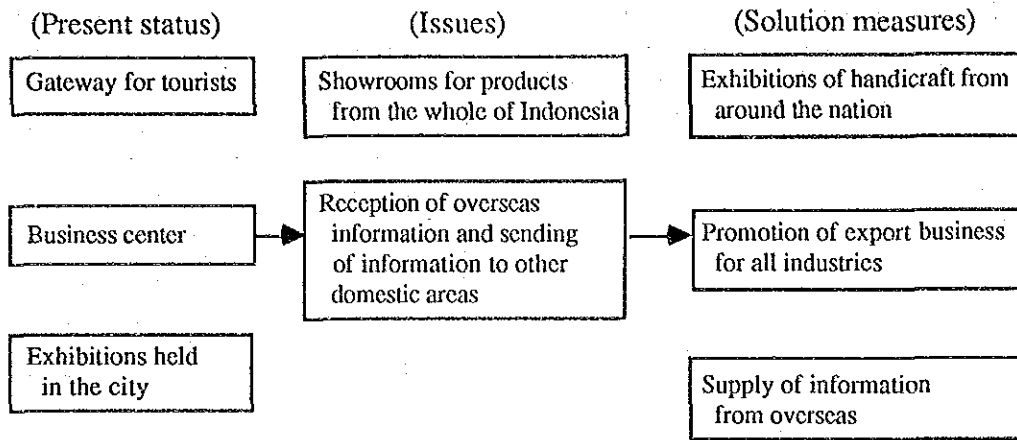 (Present status)
Gateway for tourists
Business center
Exhibitions held
in the city
(Issues)
Showrooms for products
from the whole of Indonesia
Reception of overseas
information and sending
of information to other
domestic areas
(Solution measures)
Exhibitions of handicraft from
around the nation
Promotion of export business
for all industries
Supply of information
from overseas